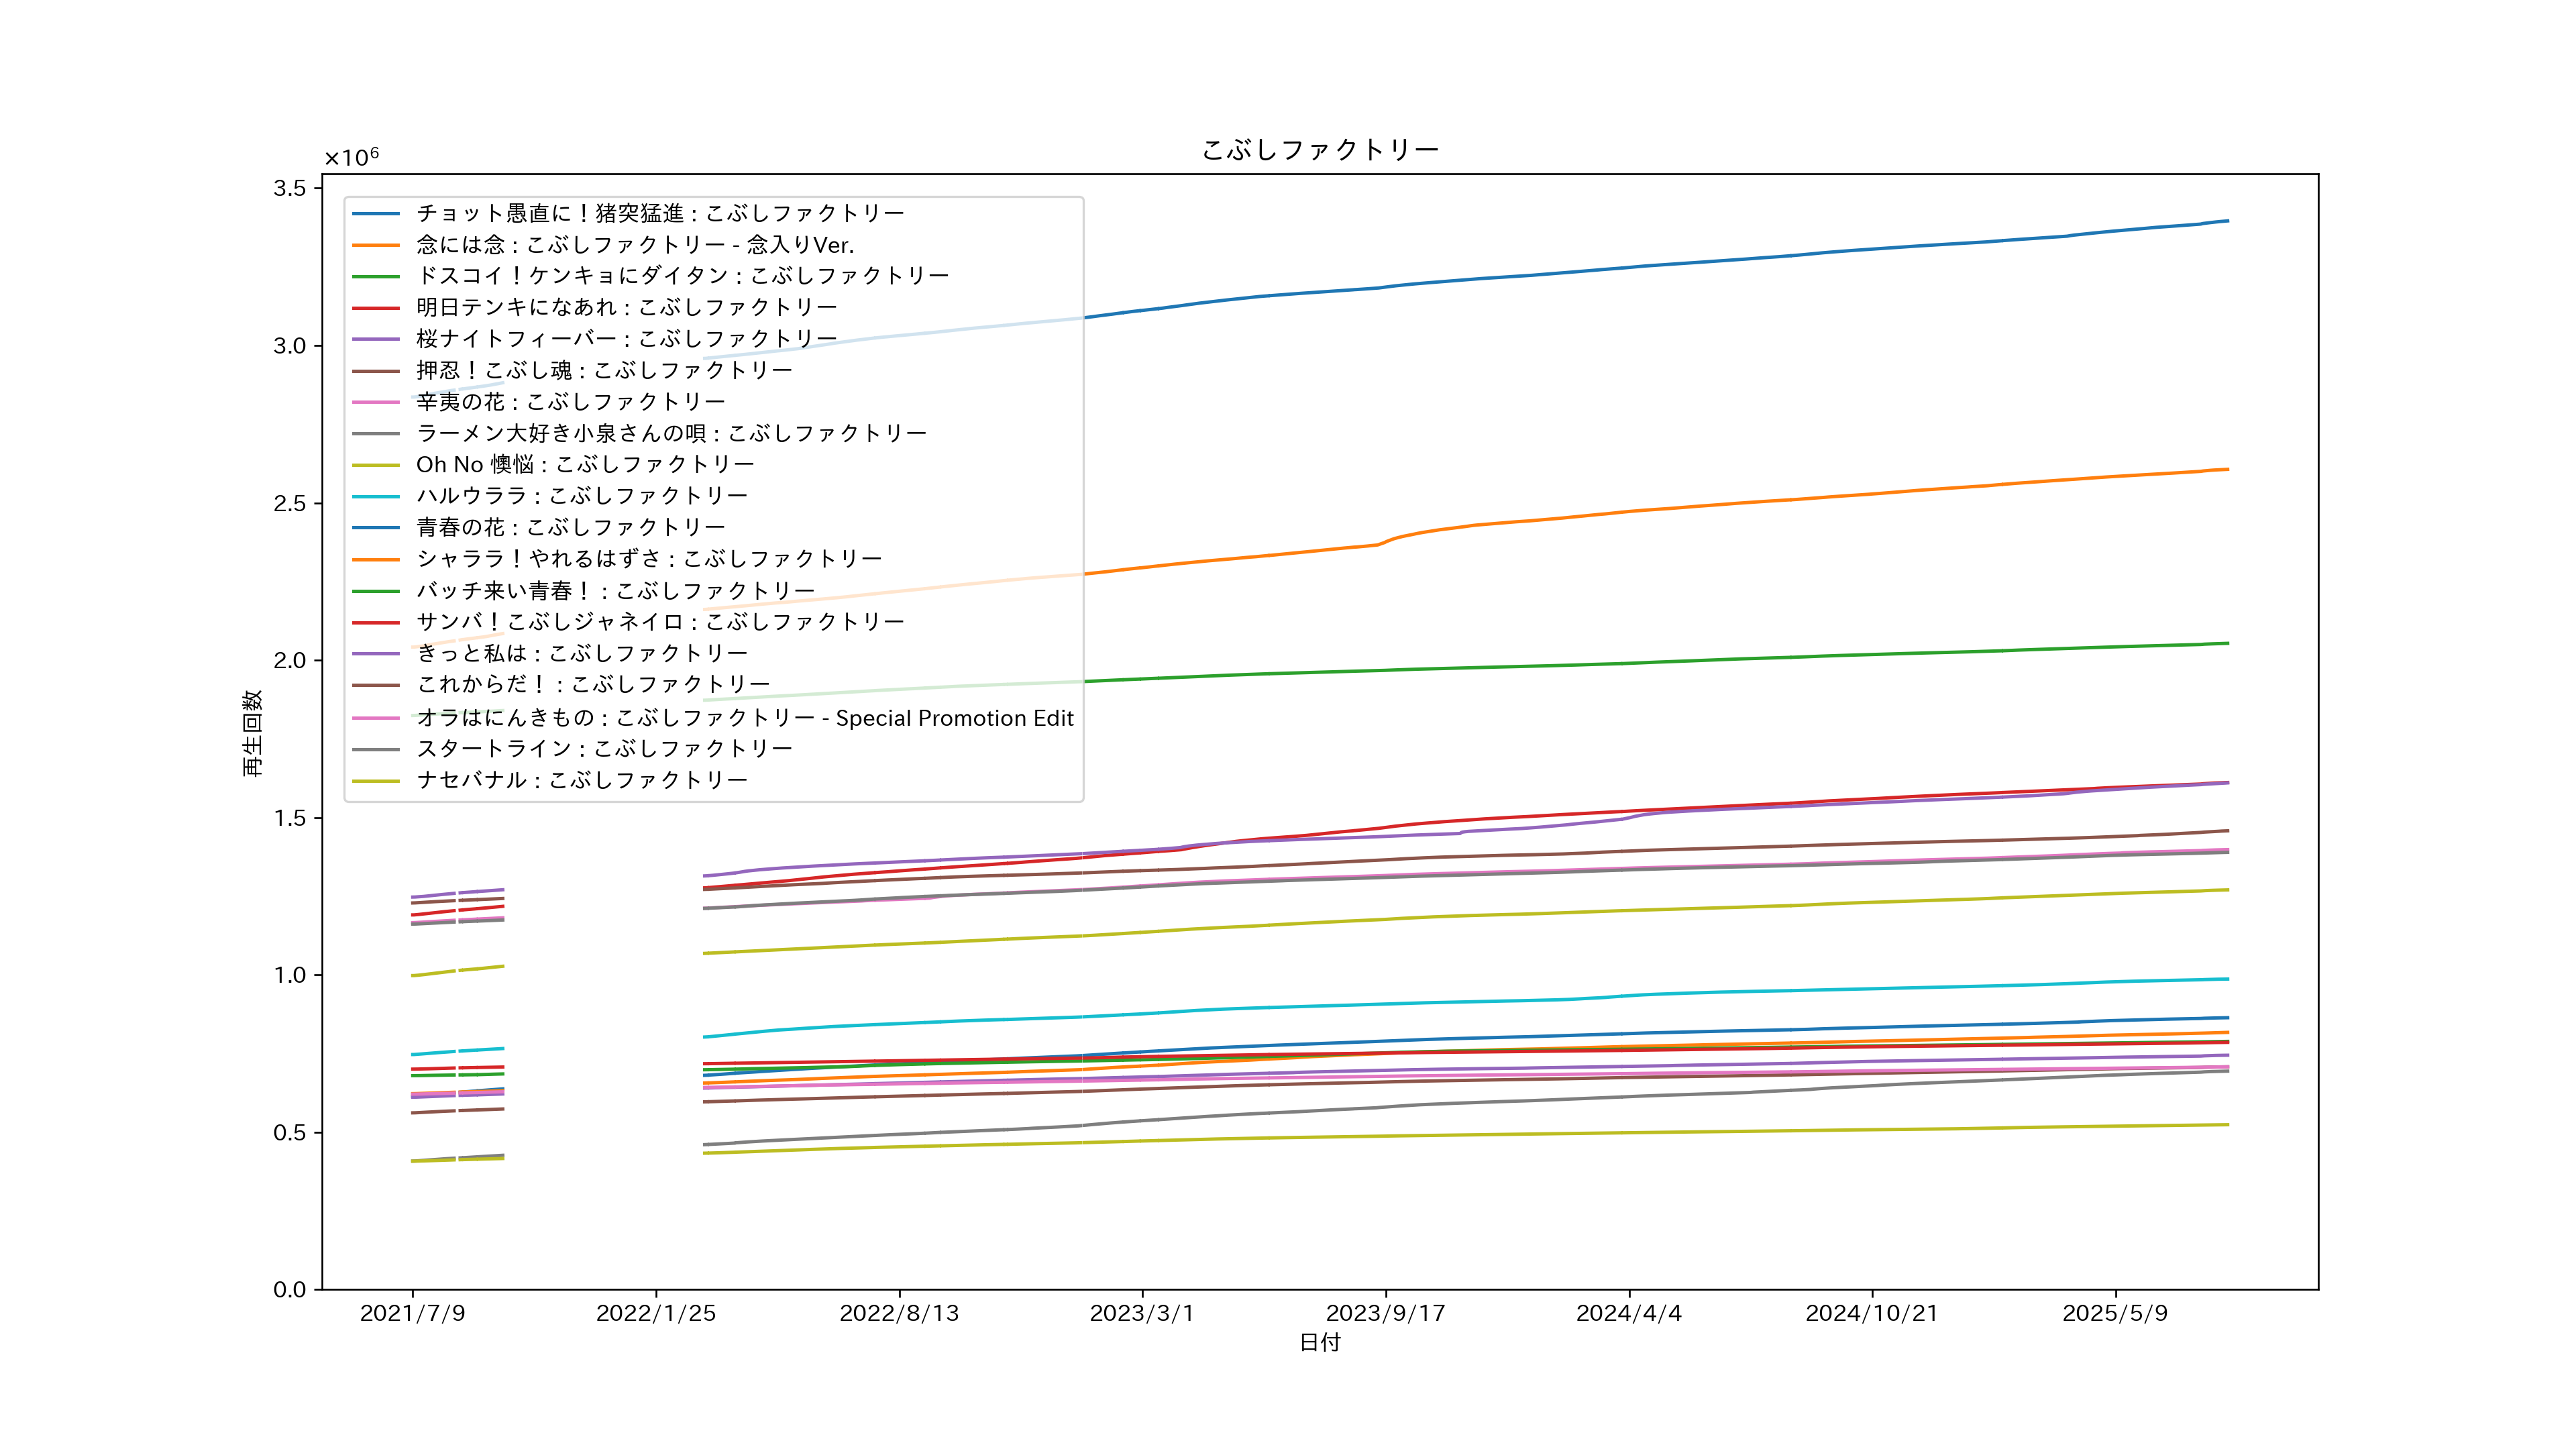 こぶしファクトリー
×10⁶
3.5
3.0
2.5
2.0
1.5
1.0
0.5
0.0
再生回数
チョット愚直に！猪突猛進 : こぶしファクトリー
念には念 : こぶしファクトリー - 念入りVer.
ドスコイ！ケンキョにダイタン : こぶしファクトリー
明日テンキになあれ : こぶしファクトリー
桜ナイトフィーバー : こぶしファクトリー
押忍！こぶし魂 : こぶしファクトリー
辛夷の花 : こぶしファクトリー
ラーメン大好き小泉さんの唄 : こぶしファクトリー
Oh No 懊悩 : こぶしファクトリー
ハルウララ : こぶしファクトリー
青春の花 : こぶしファクトリー
シャララ！やれるはずさ : こぶしファクトリー
バッチ来い青春！ : こぶしファクトリー
サンバ！こぶしジャネイロ : こぶしファクトリー
きっと私は : こぶしファクトリー
これからだ！ : こぶしファクトリー
オラはにんきもの : こぶしファクトリー - Special Promotion Edit
スタートライン : こぶしファクトリー
ナセバナル : こぶしファクトリー
2021/7/9 2022/1/25 2022/8/13 2023/3/1 2023/9/17 2024/4/4 2024/10/21 2025/5/9
日付